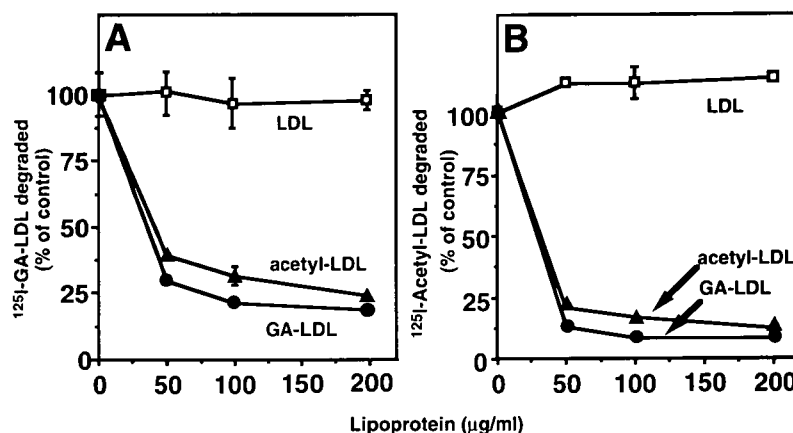 A
B
¹²⁵I-GA-LDL degraded
(% of control)
100
75
50
25
0
LDL
acetyl-LDL
GA-LDL
0 50 100 150 200
¹²⁵I-Acetyl-LDL degraded
(% of control)
100
75
50
25
0
LDL
acetyl-LDL
GA-LDL
0 50 100 150 200
Lipoprotein (µg/ml)